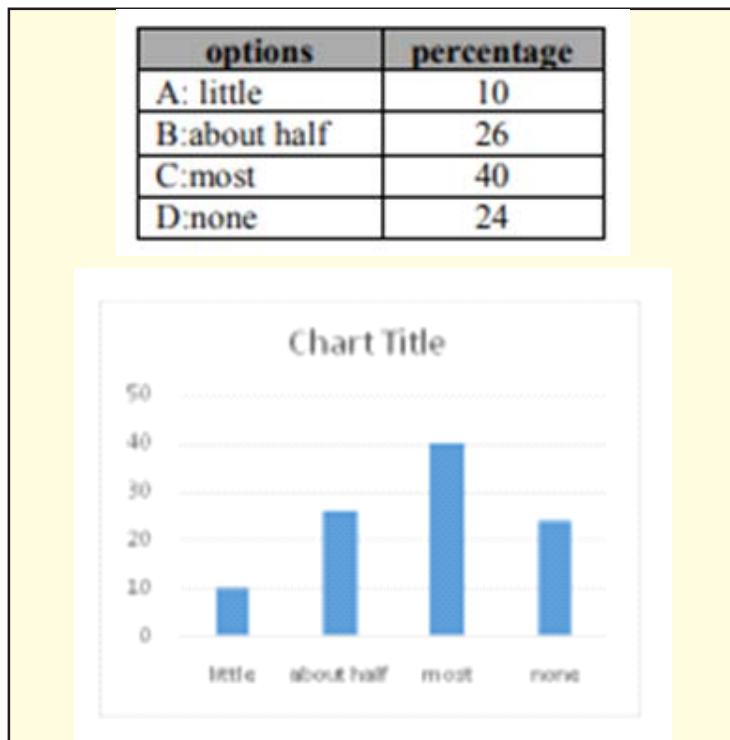 options percentage
A: little 10
B:about half 26
C:most 40
D:none 24
Chart Title
50
40
30
20
10
0
little about half most none